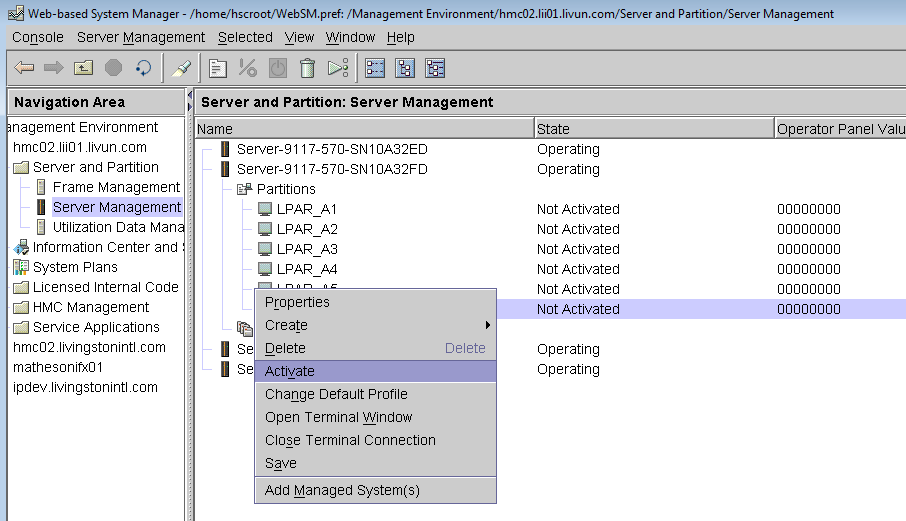 Web-based System Manager - /home/hscroot/WebSM.pref: /Management Environment/hmc02.lii01.livun.com/Server and Partition/Server Management
Console Server Management Selected View Window Help
Navigation Area
Server and Partition: Server Management
Name State Operator Panel Valu
anagement Environment
hmc02.lii01.livun.com
Server and Partition
Frame Management
Server Management
Utilization Data Mana
Information Center and S
System Plans
Licensed Internal Code
HMC Management
Service Applications
hmc02.livingstonintl.com
mathesonifx01
ipdev.livingstonintl.com
Server-9117-570-SN10A32ED Operating
Server-9117-570-SN10A32FD Operating
Partitions
LPAR_A1 Not Activated 00000000
LPAR_A2 Not Activated 00000000
LPAR_A3 Not Activated 00000000
LPAR_A4 Not Activated 00000000
LPAR_A5 Not Activated 00000000
Not Activated 00000000
Se Operating
Se Operating
Properties
Create
Delete Delete
Activate
Change Default Profile
Open Terminal Window
Close Terminal Connection
Save
Add Managed System(s)